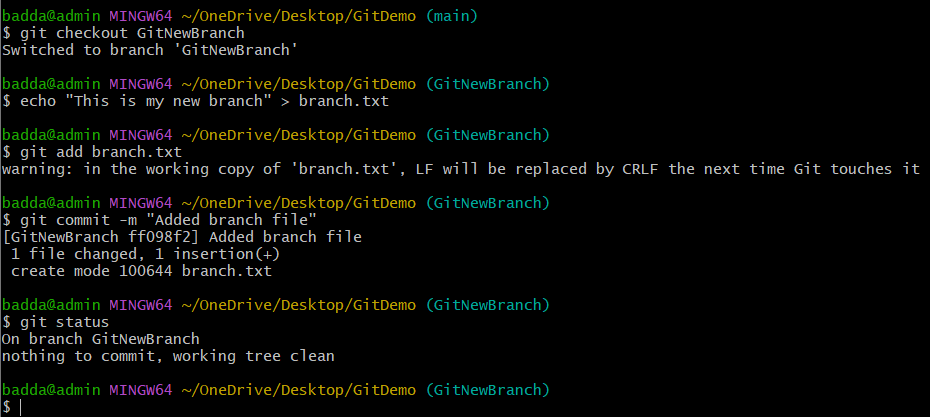 badda@admin MINGW64 ~/OneDrive/Desktop/GitDemo (main)
$ git checkout GitNewBranch
Switched to branch 'GitNewBranch'
badda@admin MINGW64 ~/OneDrive/Desktop/GitDemo (GitNewBranch)
$ echo "This is my new branch" > branch.txt
badda@admin MINGW64 ~/OneDrive/Desktop/GitDemo (GitNewBranch)
$ git add branch.txt
warning: in the working copy of 'branch.txt', LF will be replaced by CRLF the next time Git touches it
badda@admin MINGW64 ~/OneDrive/Desktop/GitDemo (GitNewBranch)
$ git commit -m "Added branch file"
[GitNewBranch ff098f2] Added branch file
 1 file changed, 1 insertion(+)
 create mode 100644 branch.txt
badda@admin MINGW64 ~/OneDrive/Desktop/GitDemo (GitNewBranch)
$ git status
On branch GitNewBranch
nothing to commit, working tree clean
badda@admin MINGW64 ~/OneDrive/Desktop/GitDemo (GitNewBranch)
$